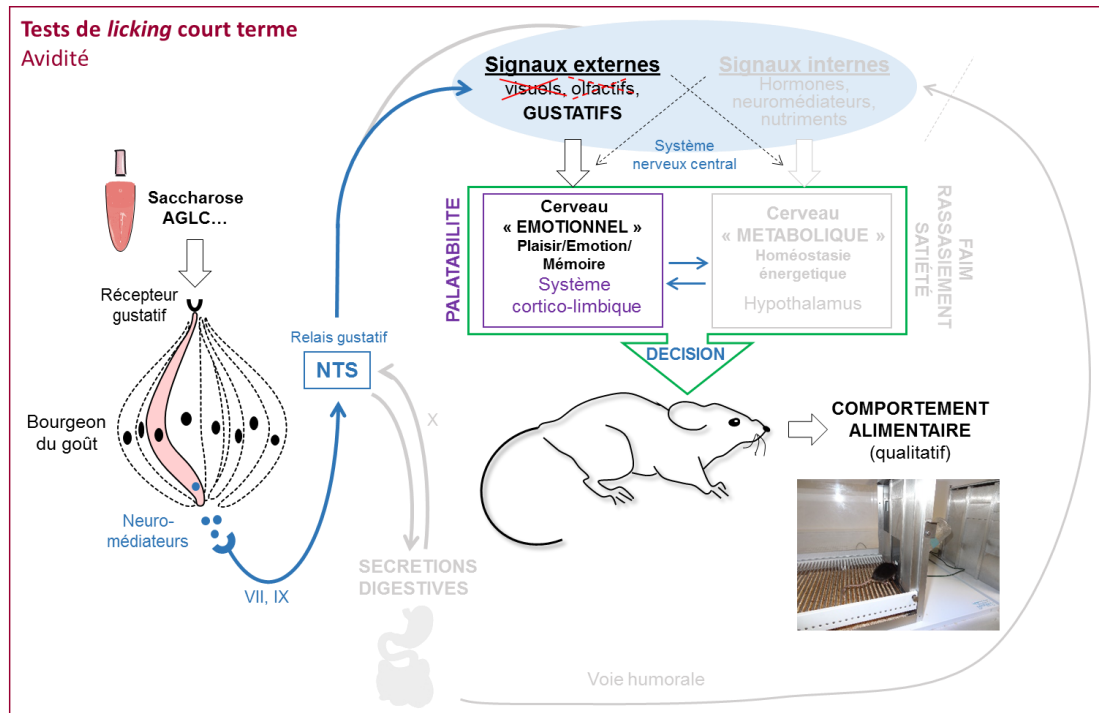 Tests de licking court terme
Avidité
Signaux externes
visuels, olfactifs,
GUSTATIFS
Signaux internes
Hormones,
neuromédiateurs,
nutriments
Système
nerveux central
Saccharose
AGLC…
Récepteur
gustatif
Bourgeon
du goût
Neuro-
médiateurs
VII, IX
Relais gustatif
NTS
X
SECRETIONS
DIGESTIVES
Voie humorale
PALATABILITE
Cerveau
« EMOTIONNEL »
Plaisir/Emotion/
Mémoire
Système
cortico-limbique
Cerveau
« METABOLIQUE »
Homéostasie
énergetique
Hypothalamus
FAIM
RASSASIEMENT
SATIÉTÉ
DECISION
COMPORTEMENT
ALIMENTAIRE
(qualitatif)